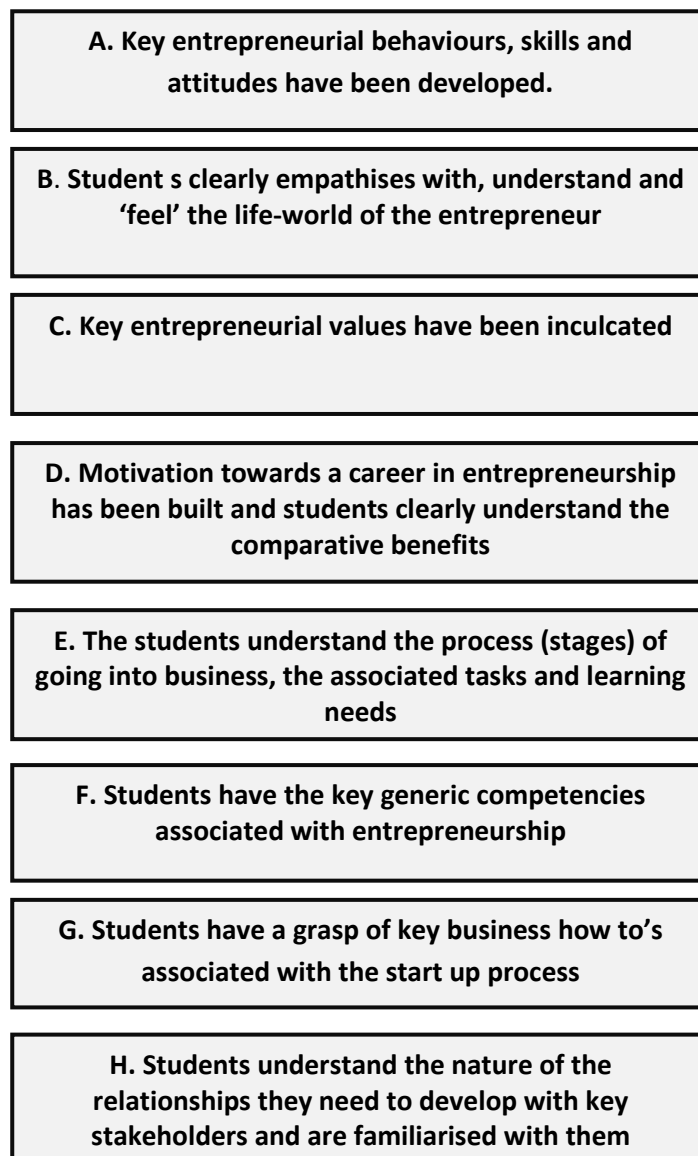 A. Key entrepreneurial behaviours, skills and
attitudes have been developed.
B. Student s clearly empathises with, understand and
‘feel’ the life-world of the entrepreneur
C. Key entrepreneurial values have been inculcated
D. Motivation towards a career in entrepreneurship
has been built and students clearly understand the
comparative benefits
E. The students understand the process (stages) of
going into business, the associated tasks and learning
needs
F. Students have the key generic competencies
associated with entrepreneurship
G. Students have a grasp of key business how to’s
associated with the start up process
H. Students understand the nature of the
relationships they need to develop with key
stakeholders and are familiarised with them